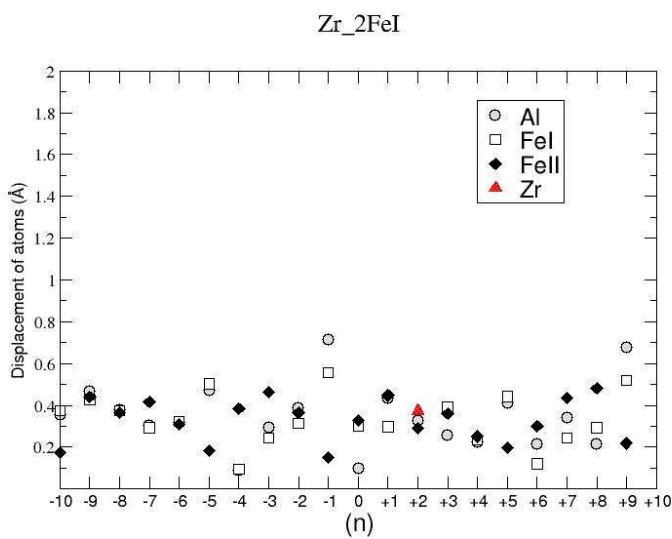 Zr_2FeI
Displacement of atoms (Å)
2
1.8
1.6
1.4
1.2
1
0.8
0.6
0.4
0.2
Al
FeI
FeII
Zr
-10 -9 -8 -7 -6 -5 -4 -3 -2 -1 0 +1 +2 +3 +4 +5 +6 +7 +8 +9 +10
(n)